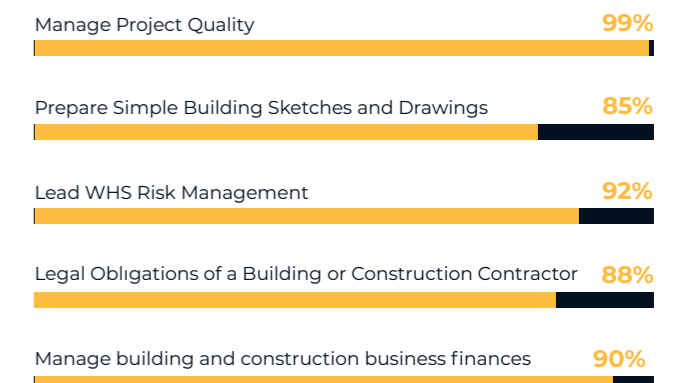 Manage Project Quality 99%
Prepare Simple Building Sketches and Drawings 85%
Lead WHS Risk Management 92%
Legal Oblıgations of a Building or Construction Contractor 88%
Manage building and construction business finances 90%